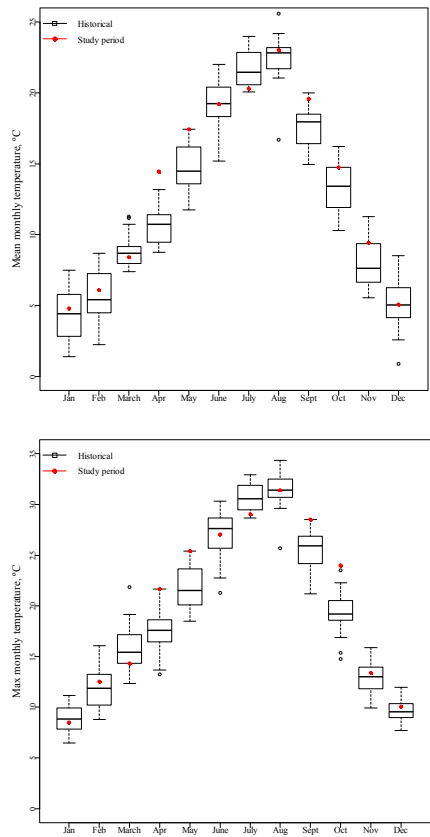 Historical
Study period
Mean monthly temperature, °C
25
20
15
10
5
0
Jan Feb March Apr May June July Aug Sept Oct Nov Dec
Historical
Study period
Max monthly temperature, °C
35
30
25
20
15
10
5
0
Jan Feb March Apr May June July Aug Sept Oct Nov Dec